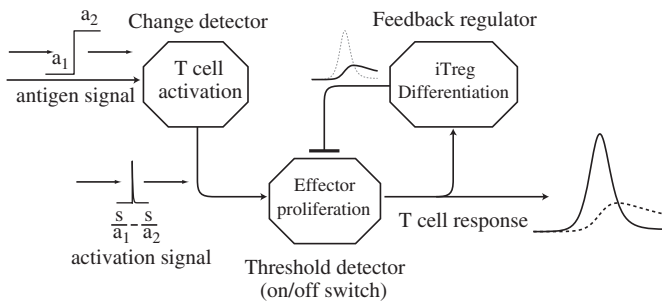 Change detector
Feedback regulator
a2
a1
antigen signal
T cell
activation
iTreg
Differentiation
s/a1 - s/a2
activation signal
Effector
proliferation
T cell response
Threshold detector
(on/off switch)